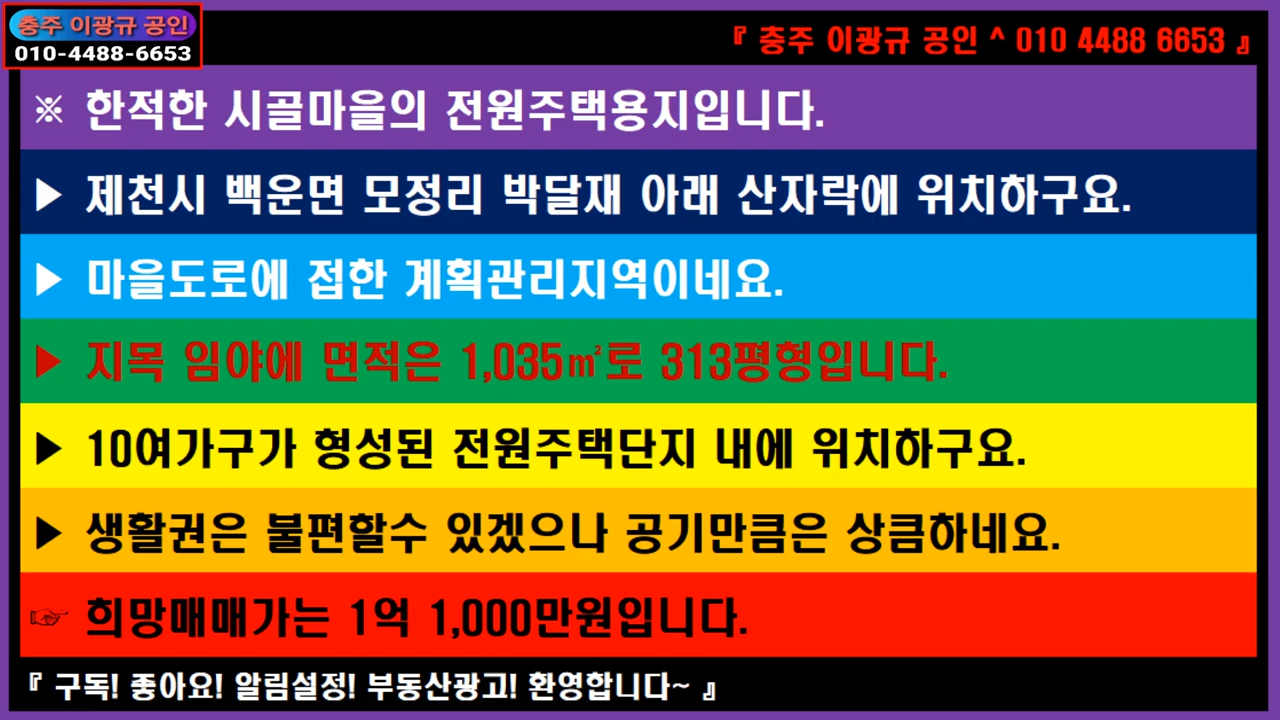 충주 이광규 공인
010-4488-6653
『 충주 이광규 공인 ^ 010 4488 6653 』
※ 한적한 시골마을의 전원주택용지입니다.
▶ 제천시 백운면 모정리 박달재 아래 산자락에 위치하구요.
▶ 마을도로에 접한 계획관리지역이네요.
▶ 지목 임야에 면적은 1,035㎡로 313평형입니다.
▶ 10여가구가 형성된 전원주택단지 내에 위치하구요.
▶ 생활권은 불편할수 있겠으나 공기만큼은 상큼하네요.
☞ 희망매매가는 1억 1,000만원입니다.
『 구독! 좋아요! 알림설정! 부동산광고! 환영합니다~ 』